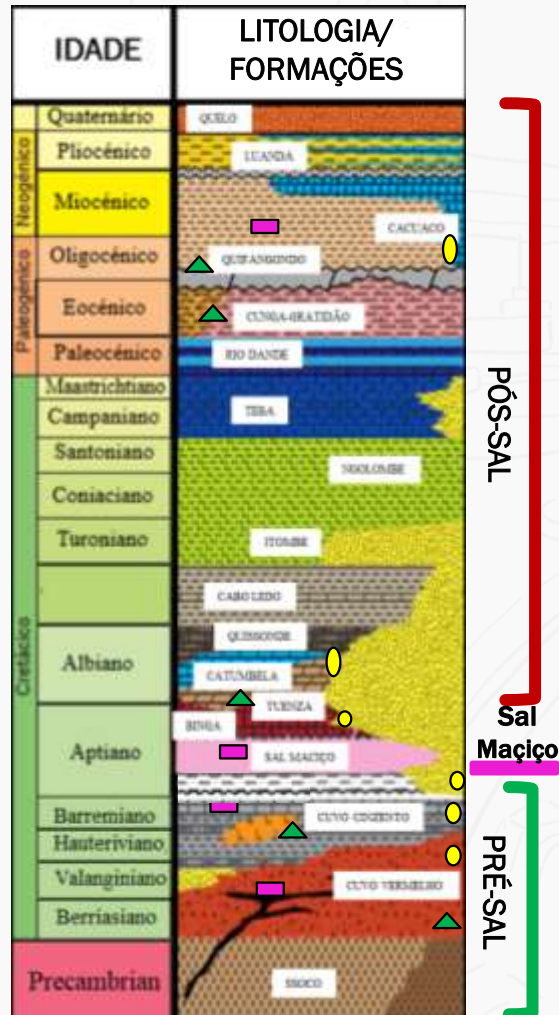 IDADE
LITOLOGIA/
FORMAÇÕES
Quaternário
Pliocénico
Miocénico
Oligocénico
Eocénico
Paleocénico
Maastrichtiano
Campaniano
Santoniano
Coniaciano
Turoniano
Albiano
Aptiano
Barremiano
Hauteriviano
Valanginiano
Berriasiano
Precambrian
Neogénico
Paleogénico
Cretácico
QUELO
LUANDA
CACUACO
QUIFANGONDO
CUNGA-GRATIDÃO
RIO DANDE
TEBA
NGOLOMBE
ITOMBE
CABO LEDO
QUISSONDE
CATUMBELA
TUENZA
BINGA
SAL MACIÇO
CUVO-CINZENTO
CUVO VERMELHO
PÓS-SAL
Sal
Maçiço
PRÉ-SAL